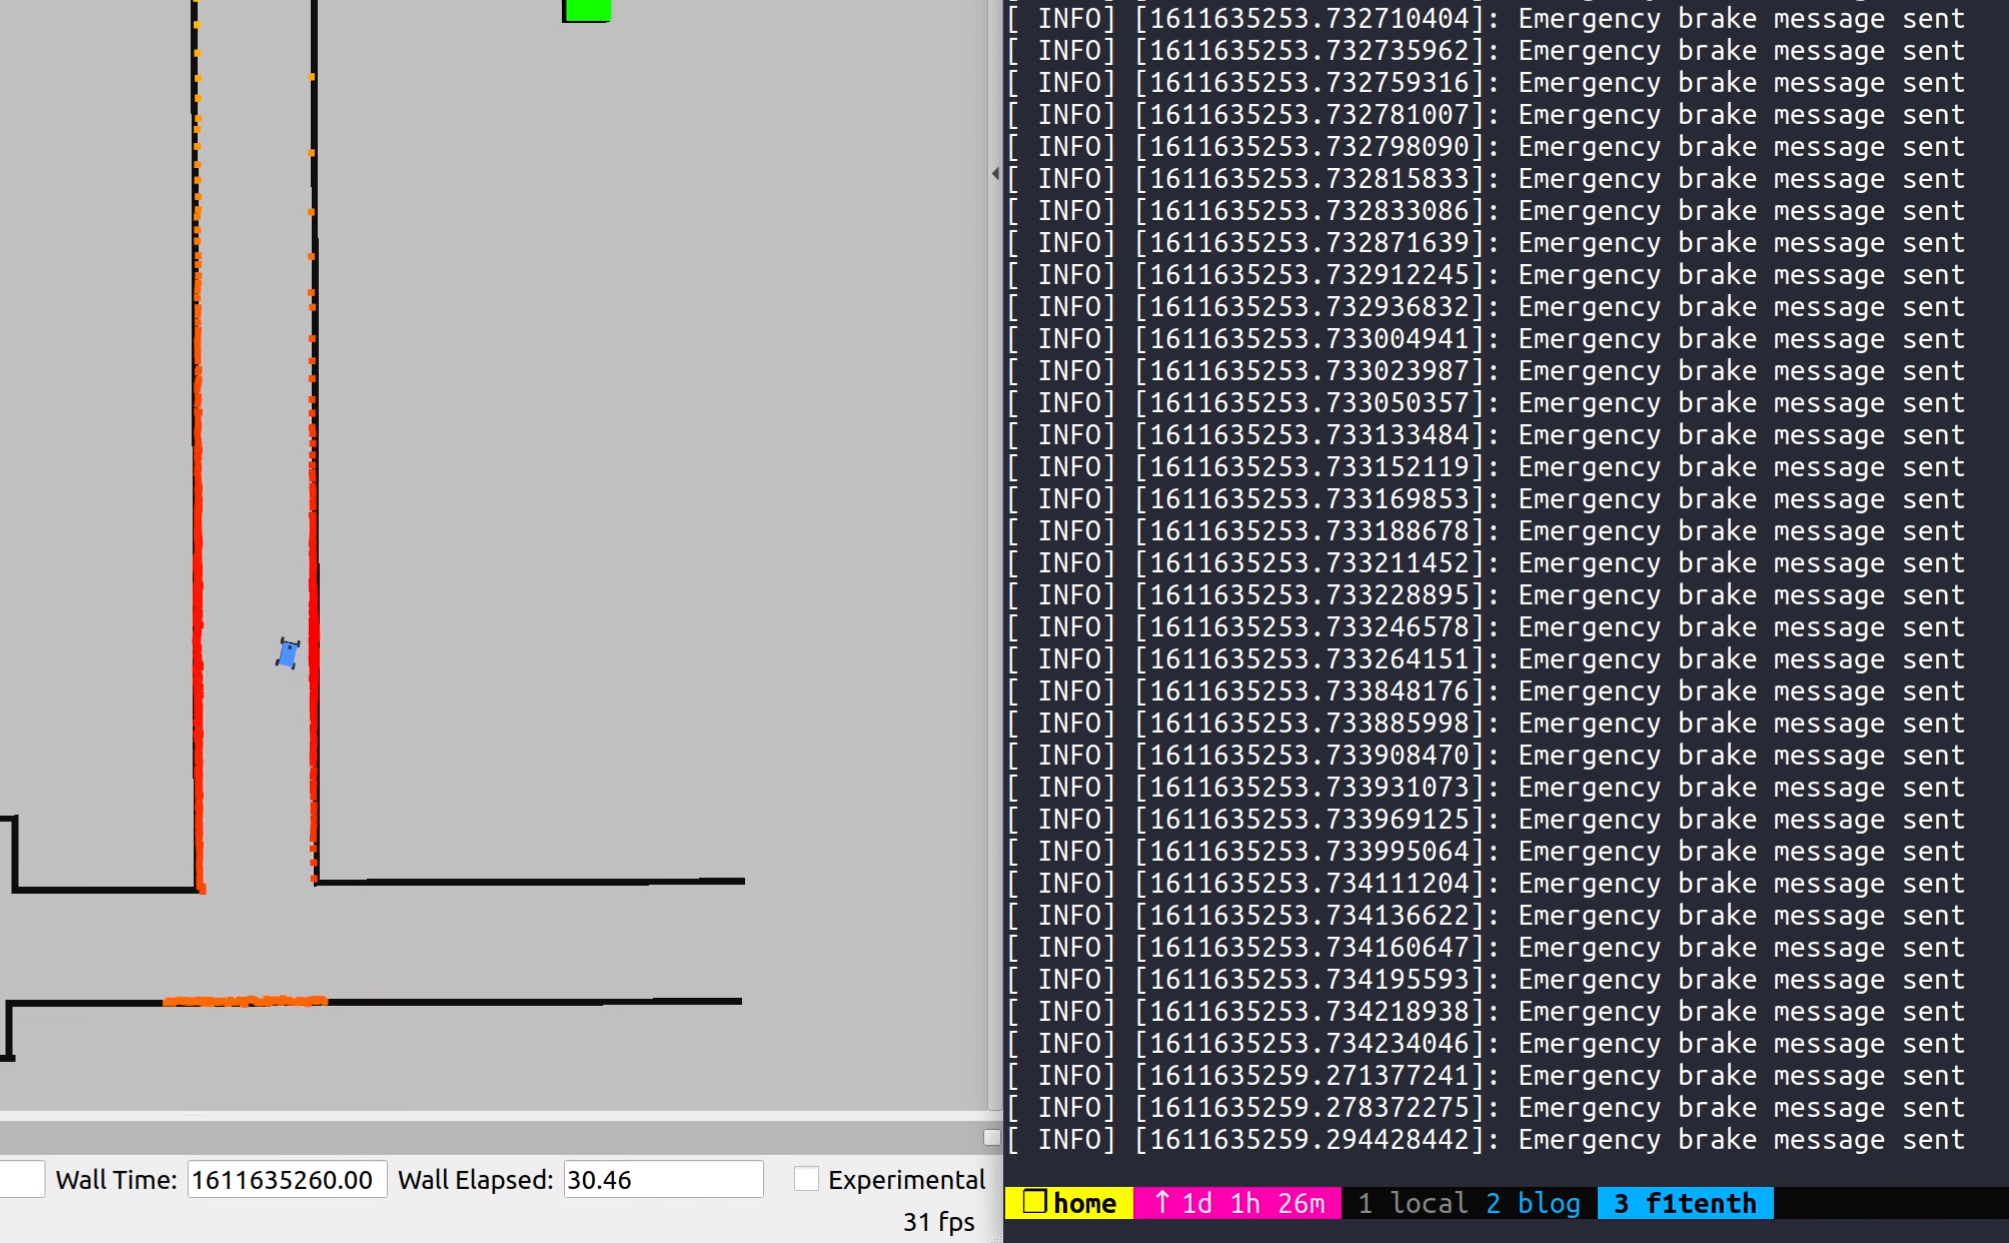 [ INFO] [1611635253.732710404]: Emergency brake message sent
[ INFO] [1611635253.732735962]: Emergency brake message sent
[ INFO] [1611635253.732759316]: Emergency brake message sent
[ INFO] [1611635253.732781007]: Emergency brake message sent
[ INFO] [1611635253.732798090]: Emergency brake message sent
[ INFO] [1611635253.732815833]: Emergency brake message sent
[ INFO] [1611635253.732833086]: Emergency brake message sent
[ INFO] [1611635253.732871639]: Emergency brake message sent
[ INFO] [1611635253.732912245]: Emergency brake message sent
[ INFO] [1611635253.732936832]: Emergency brake message sent
[ INFO] [1611635253.733004941]: Emergency brake message sent
[ INFO] [1611635253.733023987]: Emergency brake message sent
[ INFO] [1611635253.733050357]: Emergency brake message sent
[ INFO] [1611635253.733133484]: Emergency brake message sent
[ INFO] [1611635253.733152119]: Emergency brake message sent
[ INFO] [1611635253.733169853]: Emergency brake message sent
[ INFO] [1611635253.733188678]: Emergency brake message sent
[ INFO] [1611635253.733211452]: Emergency brake message sent
[ INFO] [1611635253.733228895]: Emergency brake message sent
[ INFO] [1611635253.733246578]: Emergency brake message sent
[ INFO] [1611635253.733264151]: Emergency brake message sent
[ INFO] [1611635253.733848176]: Emergency brake message sent
[ INFO] [1611635253.733885998]: Emergency brake message sent
[ INFO] [1611635253.733908470]: Emergency brake message sent
[ INFO] [1611635253.733931073]: Emergency brake message sent
[ INFO] [1611635253.733969125]: Emergency brake message sent
[ INFO] [1611635253.733995064]: Emergency brake message sent
[ INFO] [1611635253.734111204]: Emergency brake message sent
[ INFO] [1611635253.734136622]: Emergency brake message sent
[ INFO] [1611635253.734160647]: Emergency brake message sent
[ INFO] [1611635253.734195593]: Emergency brake message sent
[ INFO] [1611635253.734218938]: Emergency brake message sent
[ INFO] [1611635253.734234046]: Emergency brake message sent
[ INFO] [1611635259.271377241]: Emergency brake message sent
[ INFO] [1611635259.278372275]: Emergency brake message sent
[ INFO] [1611635259.294428442]: Emergency brake message sent
Wall Time: 1611635260.00 Wall Elapsed: 30.46 Experimental
31 fps
❐ home ↑ 1d 1h 26m 1 local 2 blog 3 f1tenth